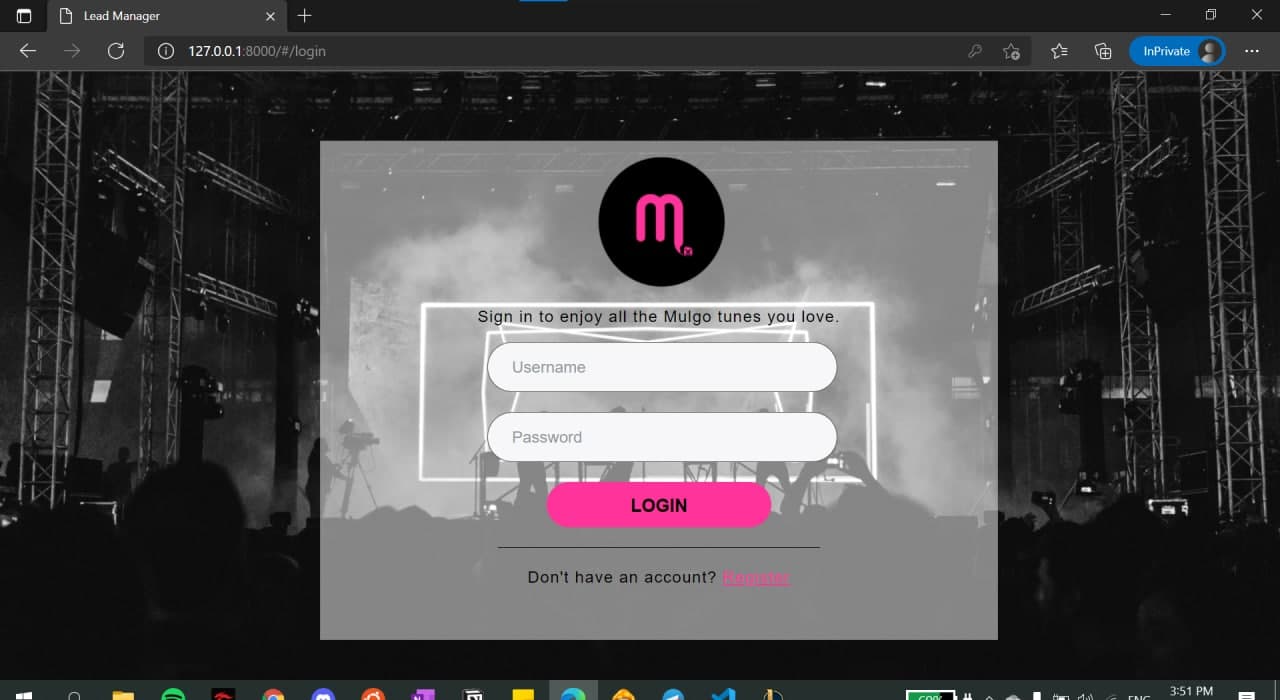 Lead Manager
127.0.0.1:8000/#/login
InPrivate
m
Sign in to enjoy all the Mulgo tunes you love.
Username
Password
LOGIN
Don't have an account? Register
60%
ENG
3:51 PM